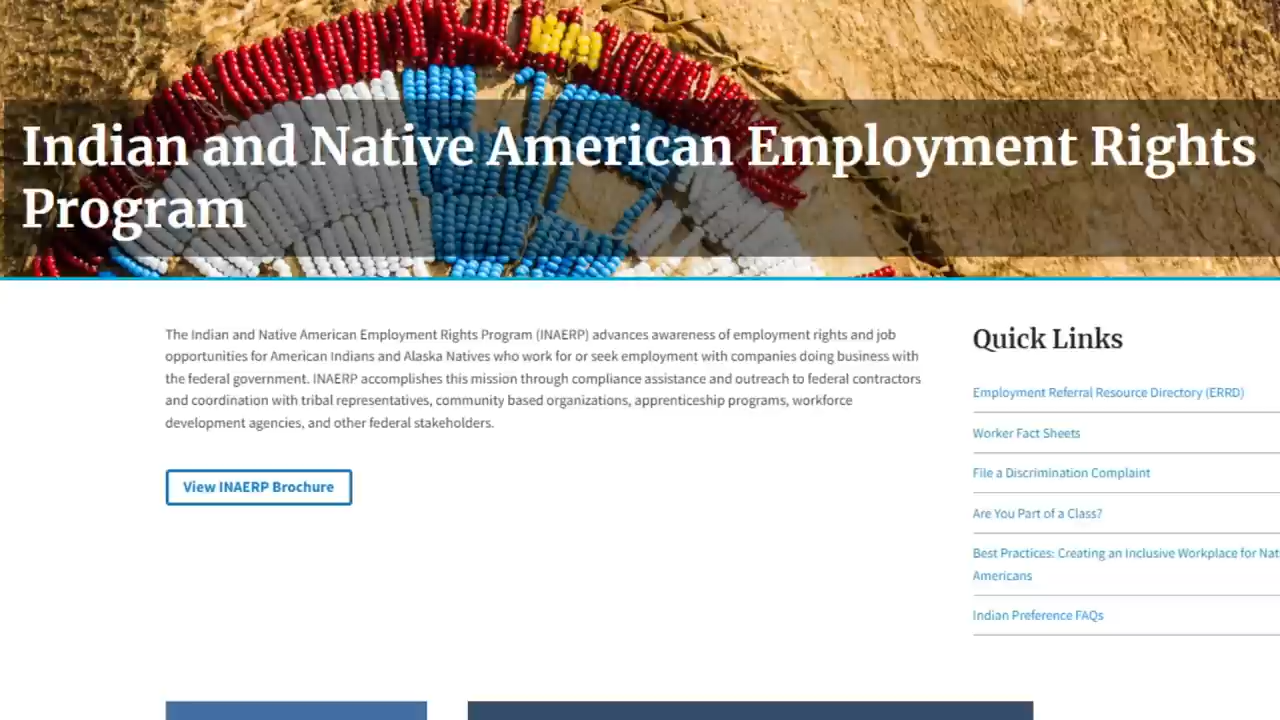 Indian and Native American Employment Rights
Program
The Indian and Native American Employment Rights Program (INAERP) advances awareness of employment rights and job
opportunities for American Indians and Alaska Natives who work for or seek employment with companies doing business with
the federal government. INAERP accomplishes this mission through compliance assistance and outreach to federal contractors
and coordination with tribal representatives, community based organizations, apprenticeship programs, workforce
development agencies, and other federal stakeholders.
View INAERP Brochure
Quick Links
Employment Referral Resource Directory (ERRD)
Worker Fact Sheets
File a Discrimination Complaint
Are You Part of a Class?
Best Practices: Creating an Inclusive Workplace for Nat
Americans
Indian Preference FAQs